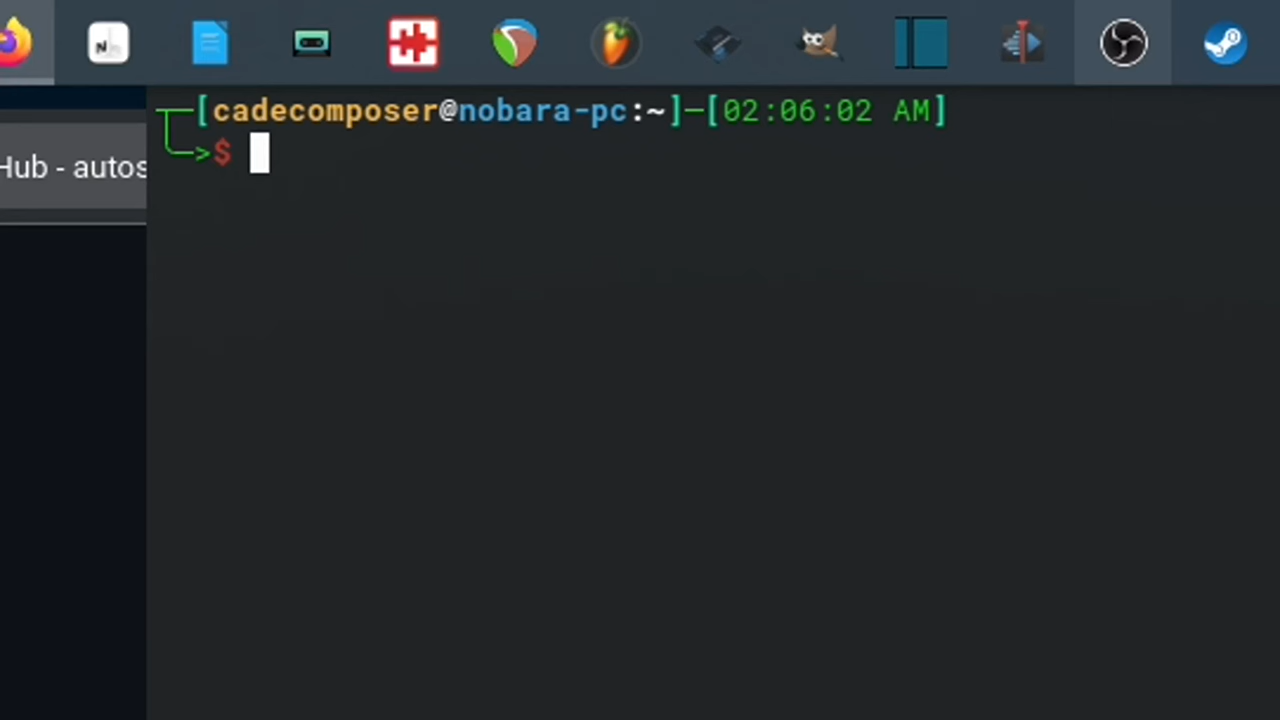 [cadecomposer@nobara-pc:~]─[02:06:02 AM]
>$
Hub - autos